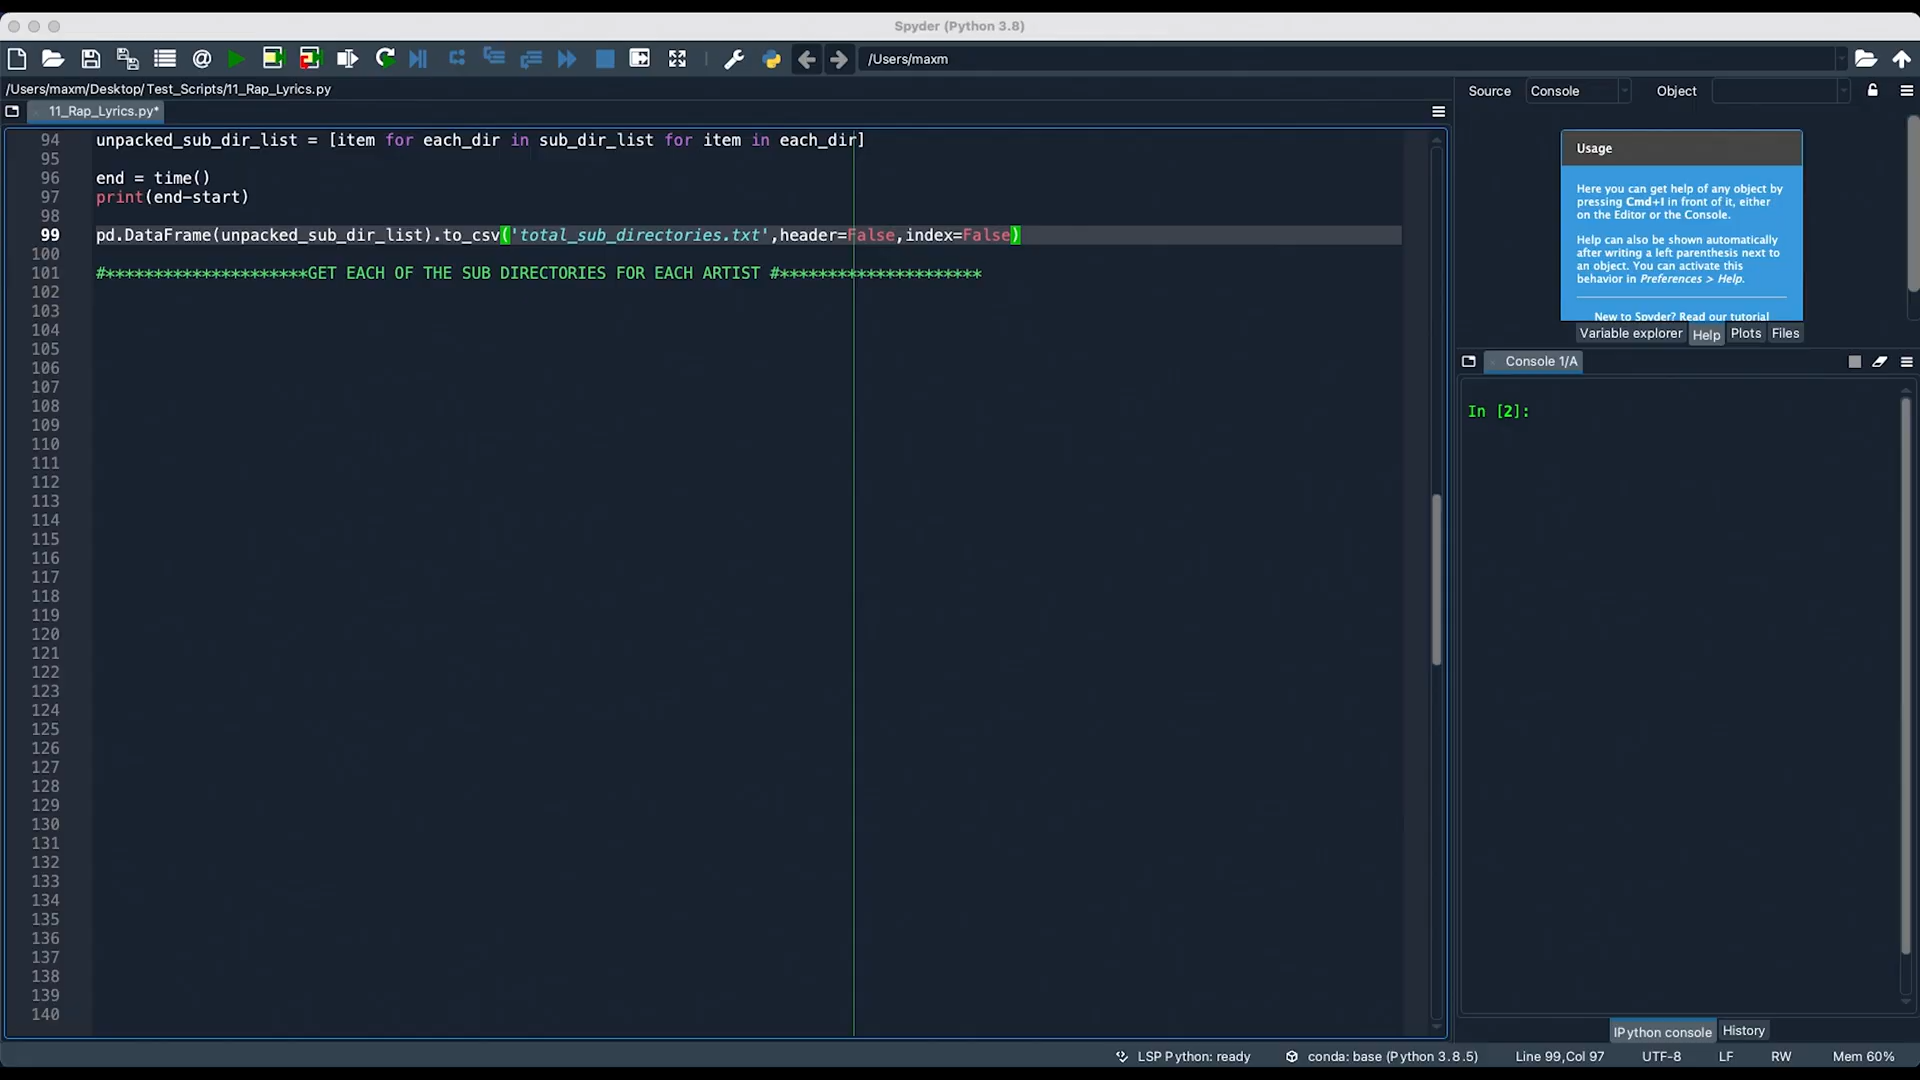 Spyder (Python 3.8)
/Users/maxm
/Users/maxm/Desktop/Test_Scripts/11_Rap_Lyrics.py
11_Rap_Lyrics.py*
94 unpacked_sub_dir_list = [item for each_dir in sub_dir_list for item in each_dir]
95
96 end = time()
97 print(end-start)
98
99 pd.DataFrame(unpacked_sub_dir_list).to_csv('total_sub_directories.txt',header=False,index=False)
100
101 #*********************GET EACH OF THE SUB DIRECTORIES FOR EACH ARTIST #*********************
102
103
104
105
106
107
108
109
110
111
112
113
114
115
116
117
118
119
120
121
122
123
124
125
126
127
128
129
130
131
132
133
134
135
136
137
138
139
140
Source Console Object
Usage
Here you can get help of any object by
pressing Cmd+I in front of it, either
on the Editor or the Console.
Help can also be shown automatically
after writing a left parenthesis next to
an object. You can activate this
behavior in Preferences > Help.
New to Spyder? Read our tutorial
Variable explorer Help Plots Files
Console 1/A
In [2]:
IPython console History
LSP Python: ready conda: base (Python 3.8.5) Line 99,Col 97 UTF-8 LF RW Mem 60%